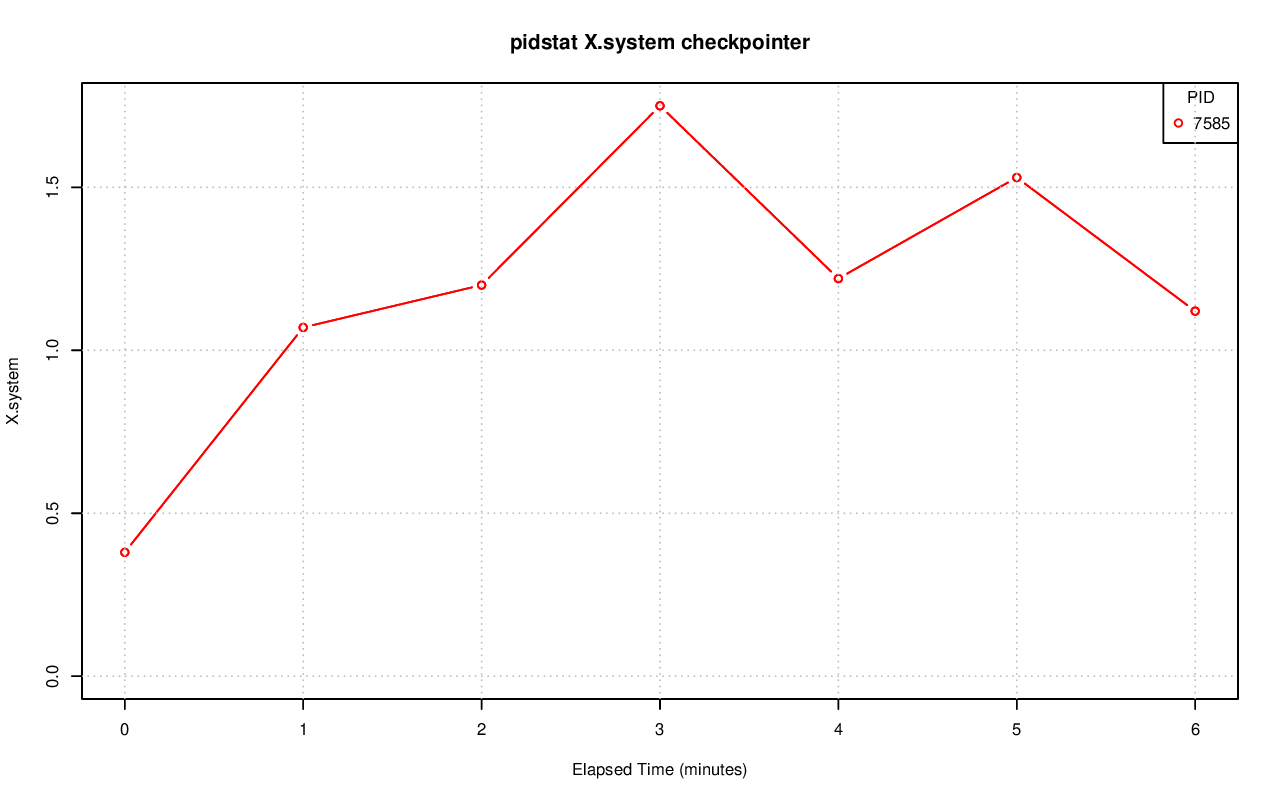 pidstat X.system checkpointer
PID
7585
1.5
1.0
0.5
0.0
X.system
0 1 2 3 4 5 6
Elapsed Time (minutes)